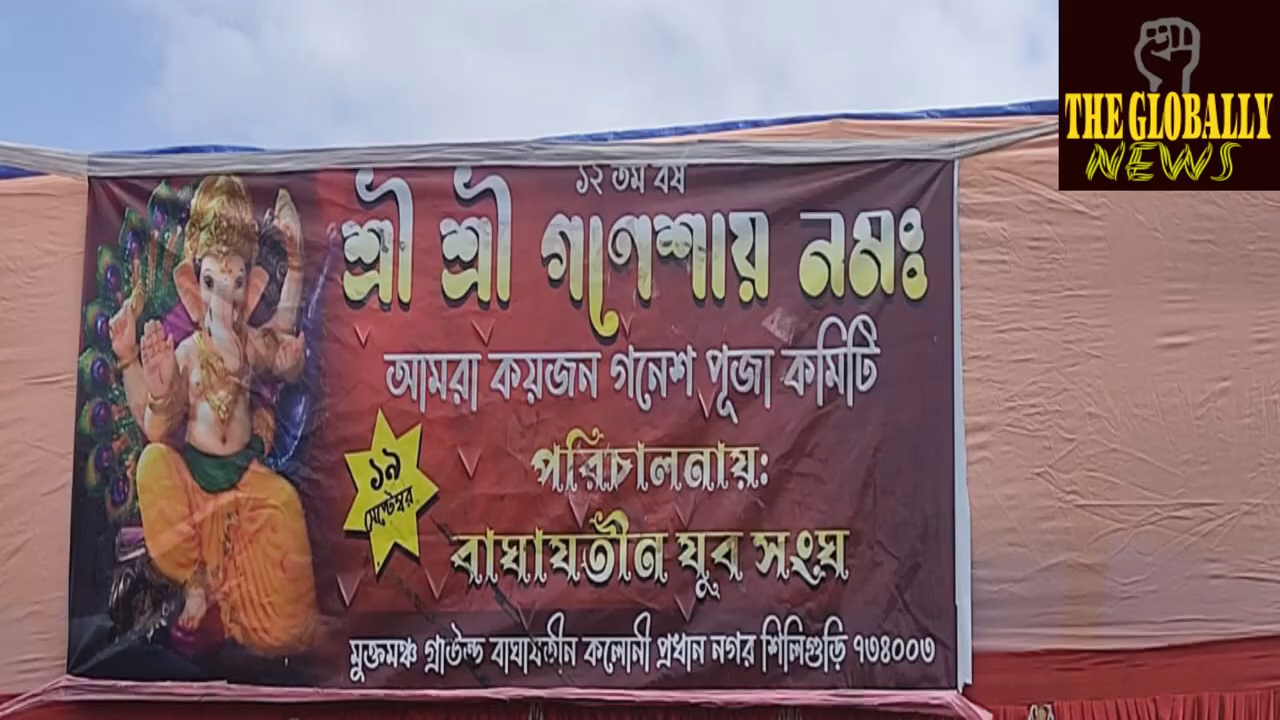 THE GLOBALLY
NEWS
১২ তম বর্ষ
শ্রী শ্রী গণেশায় নমঃ
আমরা কয়জন গনেশ পূজা কমিটি
১৯
সেপ্টেম্বর
পরিচালনায়ঃ
বাঘাযতীন যুব সংঘ
মুক্তমঞ্চ গ্রাউন্ড বাঘাযতীন কলোনী প্রধান নগর শিলিগুড়ি ৭৩৪০০৩